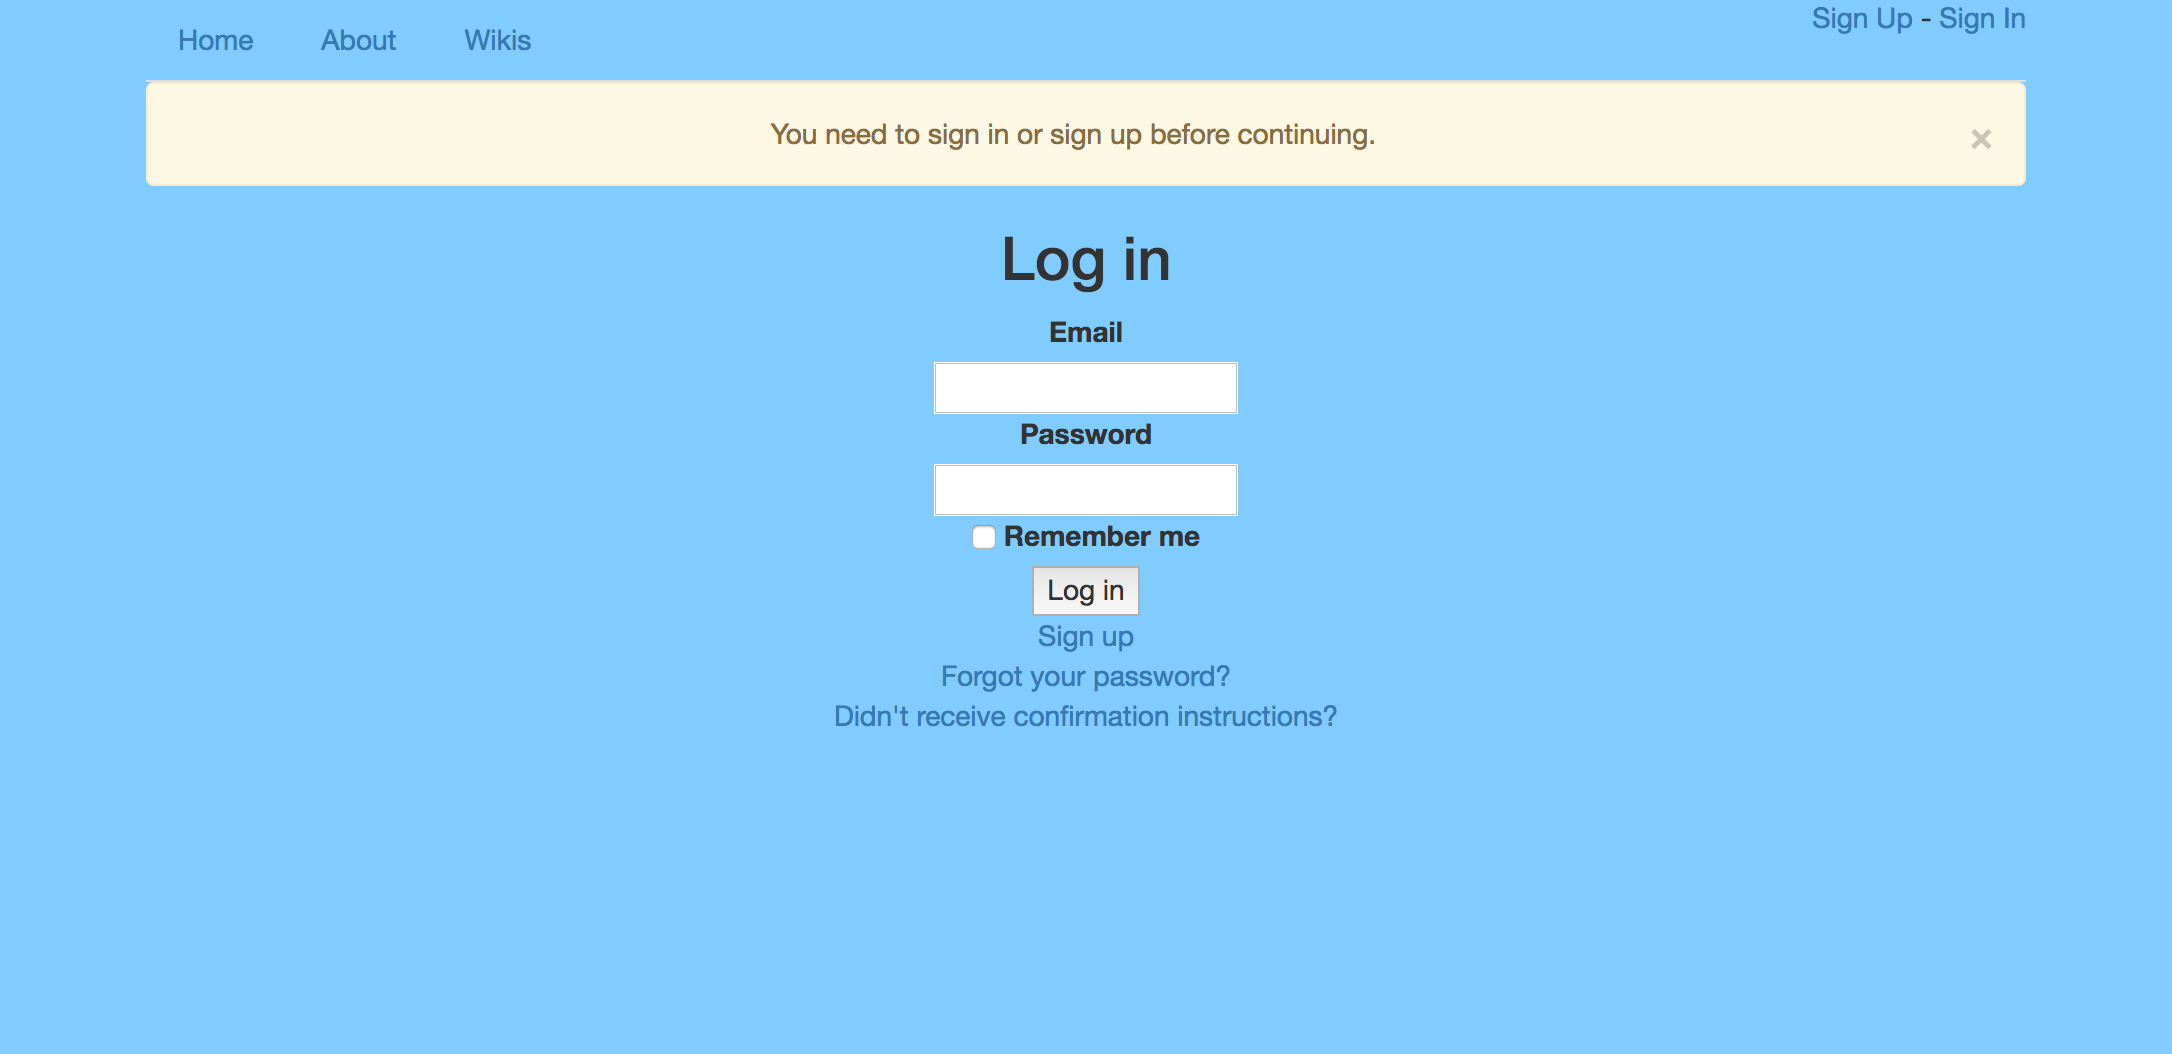 Home About Wikis Sign Up - Sign In
You need to sign in or sign up before continuing. ×
Log in
Email
Password
Remember me
Log in
Sign up
Forgot your password?
Didn't receive confirmation instructions?